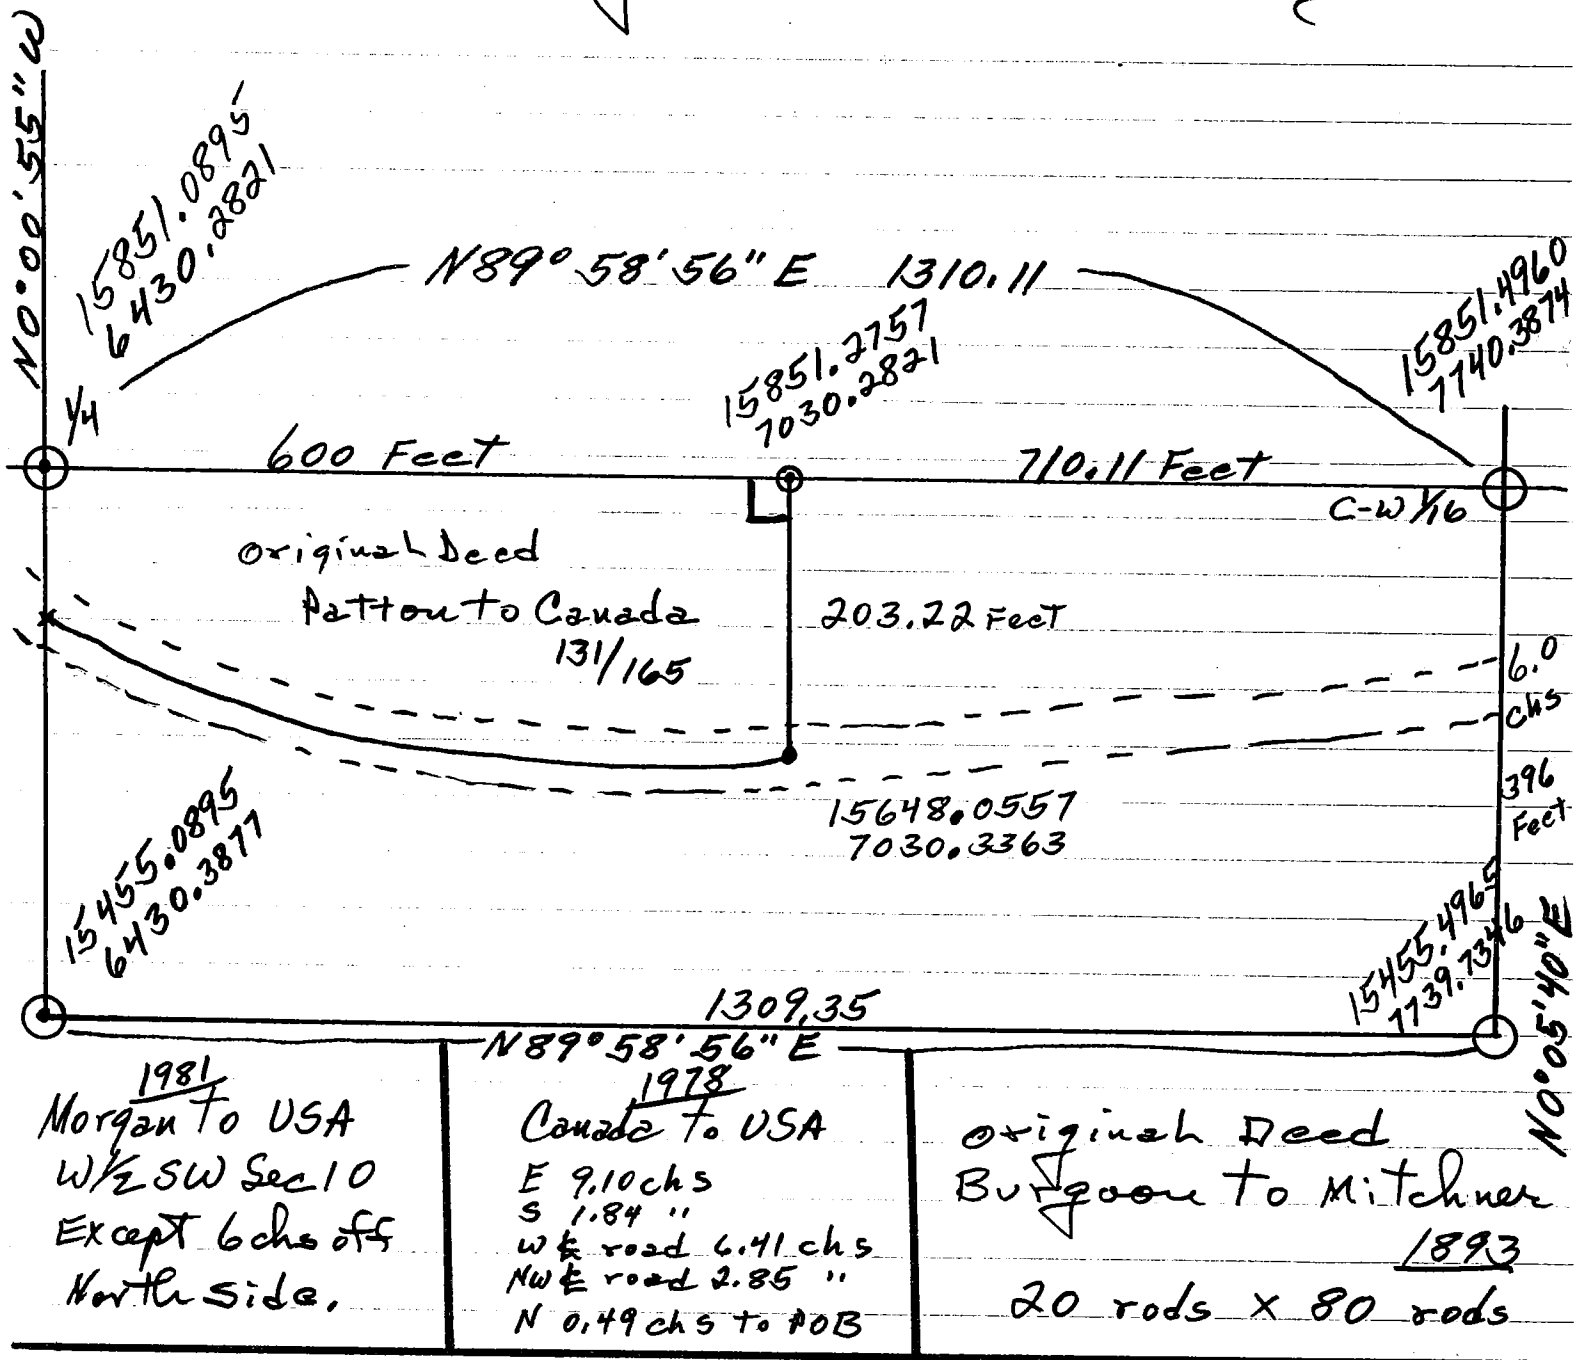 N0°00'55" W
15851.0895
6430.2821
N89° 58' 56" E 1310.11
15851.2757
7030.2821
15851.4960
7740.3874
1/4
600 Feet
710.11 Feet
C-W 1/16
original Deed
Patton to Canada
131/165
203.22 Feet
6.0
chs
396
Feet
15648.0557
7030.3363
15455.0895
6430.3877
15455.4965
7739.7346
N0°05'40"E
1309.35
N89°58'56"E
1981
Morgan to USA
W1/2 SW Sec 10
Except 6 chs off
North side.
1978
Canada To USA
E 9.10 chs
S 1.84 "
W ℄ road 6.41 chs
NW ℄ road 2.85 "
N 0.49 chs to POB
original Deed
Burgoon to Mitchner
1893
20 rods x 80 rods